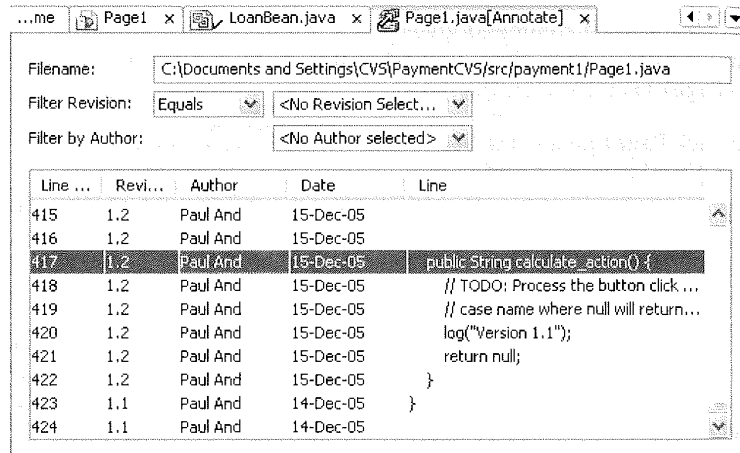 ...me Page1 x LoanBean.java x Page1.java[Annotate] x
Filename: C:\Documents and Settings\CVS\PaymentCVS/src/payment1/Page1.java
Filter Revision: Equals <No Revision Select...
Filter by Author: <No Author selected>
Line ... Revi... Author Date Line
415 1.2 Paul And 15-Dec-05
416 1.2 Paul And 15-Dec-05
417 1.2 Paul And 15-Dec-05 public String calculate_action() {
418 1.2 Paul And 15-Dec-05 // TODO: Process the button click ...
419 1.2 Paul And 15-Dec-05 // case name where null will return...
420 1.2 Paul And 15-Dec-05 log("Version 1.1");
421 1.2 Paul And 15-Dec-05 return null;
422 1.2 Paul And 15-Dec-05 }
423 1.1 Paul And 14-Dec-05 }
424 1.1 Paul And 14-Dec-05